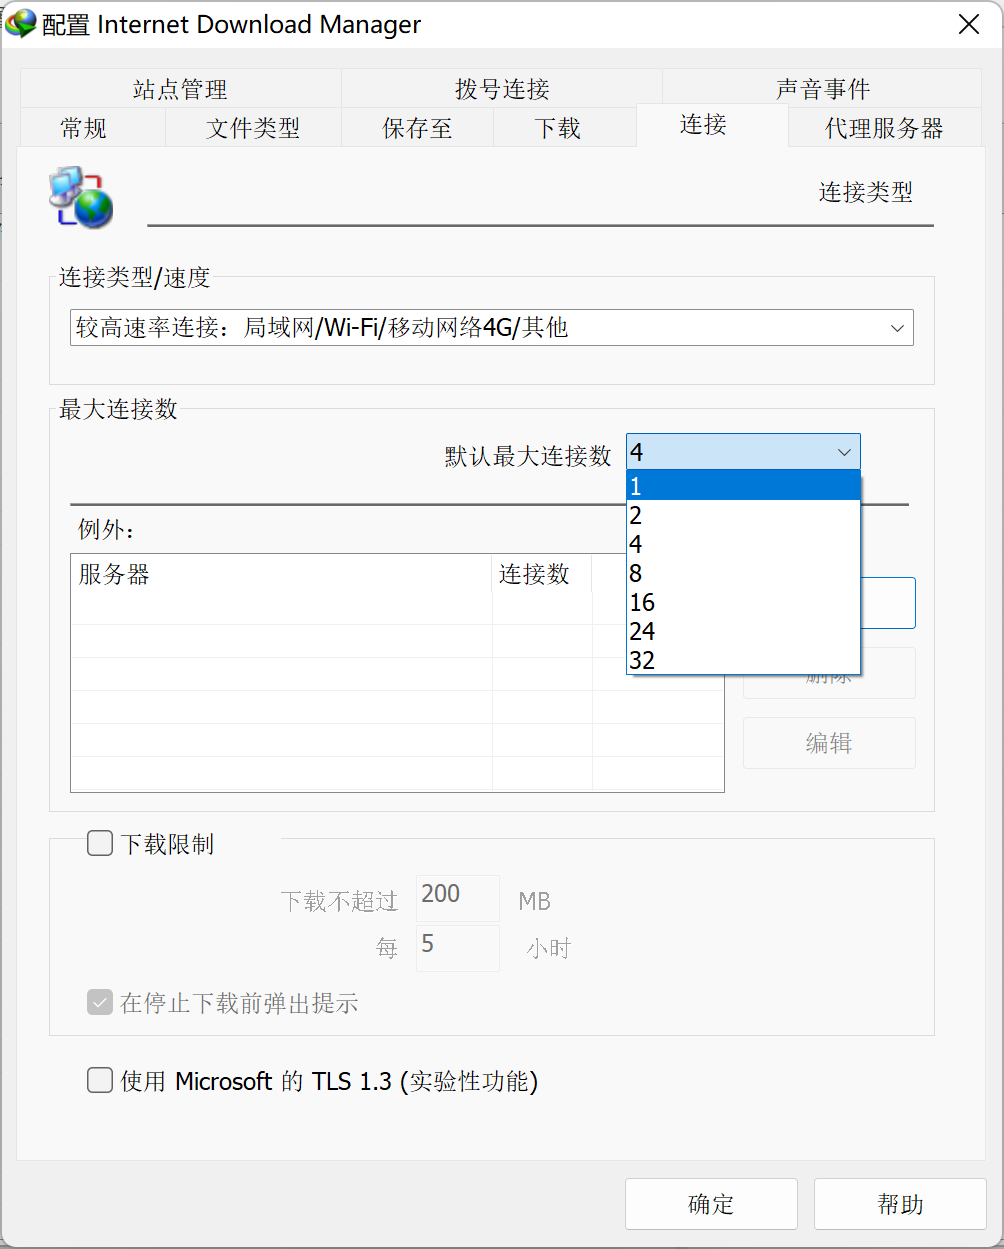 配置 Internet Download Manager
站点管理 拨号连接 声音事件
常规 文件类型 保存至 下载 连接 代理服务器
连接类型
连接类型/速度
较高速率连接：局域网/Wi-Fi/移动网络4G/其他
最大连接数
默认最大连接数 4
1
2
4
8
16
24
32
例外：
服务器 连接数
删除
编辑
下载限制
下载不超过 200 MB
每 5 小时
在停止下载前弹出提示
使用 Microsoft 的 TLS 1.3 (实验性功能)
确定 帮助